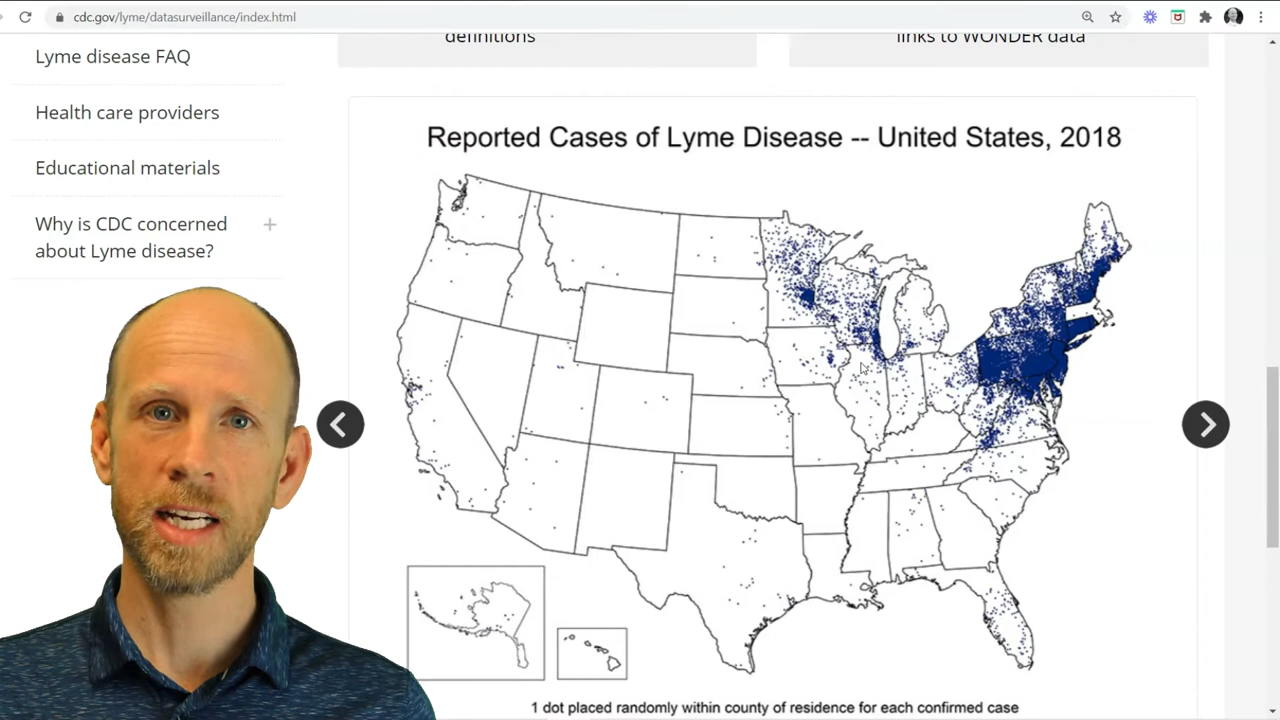 cdc.gov/lyme/datasurveillance/index.html
definitions
links to WONDER data
Lyme disease FAQ
Health care providers
Educational materials
Why is CDC concerned
about Lyme disease?
Reported Cases of Lyme Disease -- United States, 2018
1 dot placed randomly within county of residence for each confirmed case